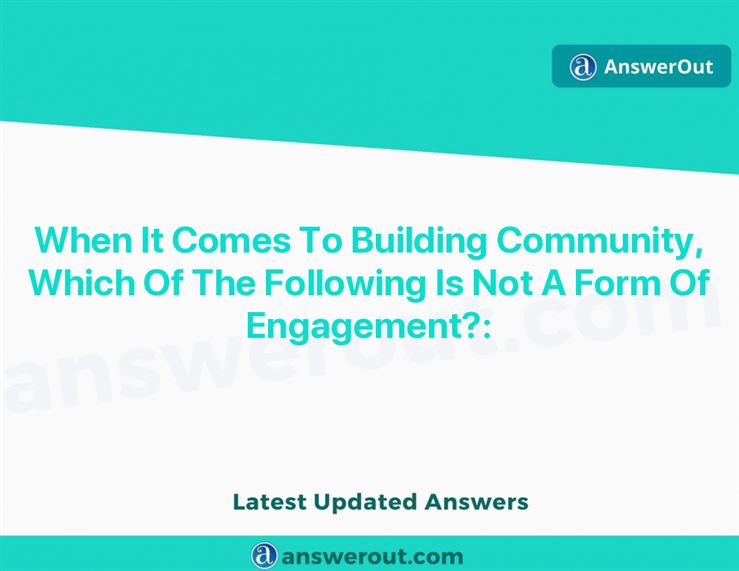 AnswerOut
When It Comes To Building Community,
Which Of The Following Is Not A Form Of
Engagement?:
answerout.com
Latest Updated Answers
answerout.com